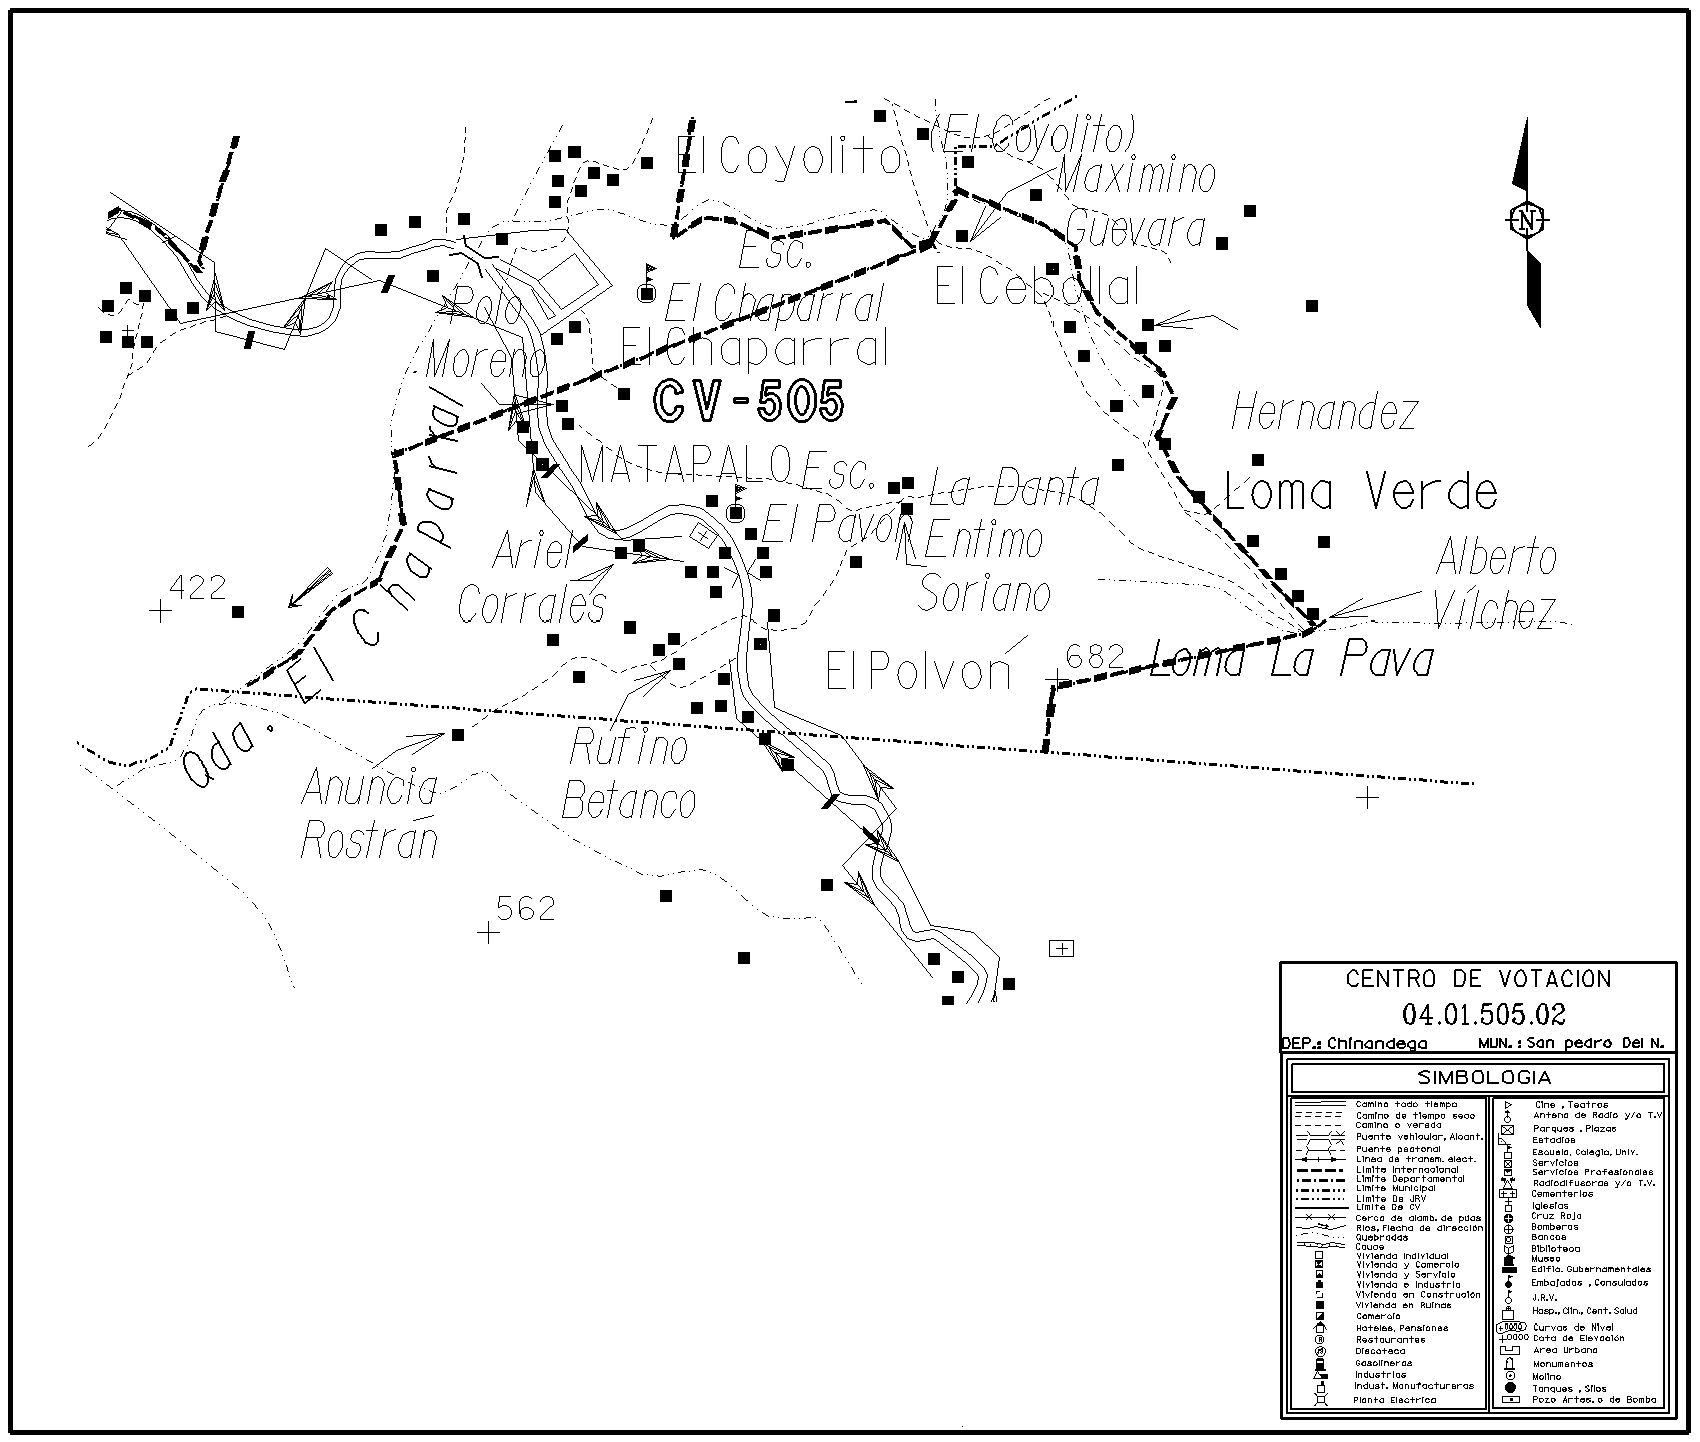 El Coyolito
(El Coyolito)
Maximino
Guevara
N
Esc.
El Chaparral
El Ceballal
Polo
Moreno
El Chaparral
CV-505
Hernandez
MATAPALO
Esc.
El Pavon
La Danta
Loma Verde
Entimo
Soriano
Ariel
Corrales
Alberto
Vílchez
422
Qda. El Chaparral
El Polvón
682
Loma La Pava
Rufino
Betanco
Anuncia
Rostrán
562
CENTRO DE VOTACION
04.01.505.02
DEP.: Chinandega MUN.: San pedro Del N.
SIMBOLOGIA
Camino todo tiempo
Camino de tiempo seco
Camino o vereda
Puente vehicular, Alcant.
Puente peatonal
Linea de transm. elect.
Limite Internacional
Limite Departamental
Limite Municipal
Limite De JRV
Limite De CV
Cerca de alamb. de púas
Rios, Flecha de dirección
Quebradas
Cauce
Vivienda Individual
Vivienda y Comercio
Vivienda y Servicio
Vivienda e Industria
Vivienda en Construción
Vivienda en Ruinas
Comercio
Hoteles, Pensiones
Restaurantes
Discoteca
Gasolineras
Industrias
Indust. Manufactureras
Planta Electrica
Cine , Teatros
Antena de Radio y/o T.V
Parques , Plazas
Estadios
Escuela, Colegio, Univ.
Servicios
Servicios Profesionales
Radiodifusoras y/o T.V.
Cementerios
Iglesias
Cruz Roja
Bomberos
Bancos
Biblioteca
Museo
Edific. Gubernamentales
Embajadas , Consulados
J.R.V.
Hosp., Clin., Cent. Salud
Curvas de Nivel
Cota de Elevación
Area Urbana
Monumentos
Molino
Tanques , Silos
Pozo Artes. o de Bomba